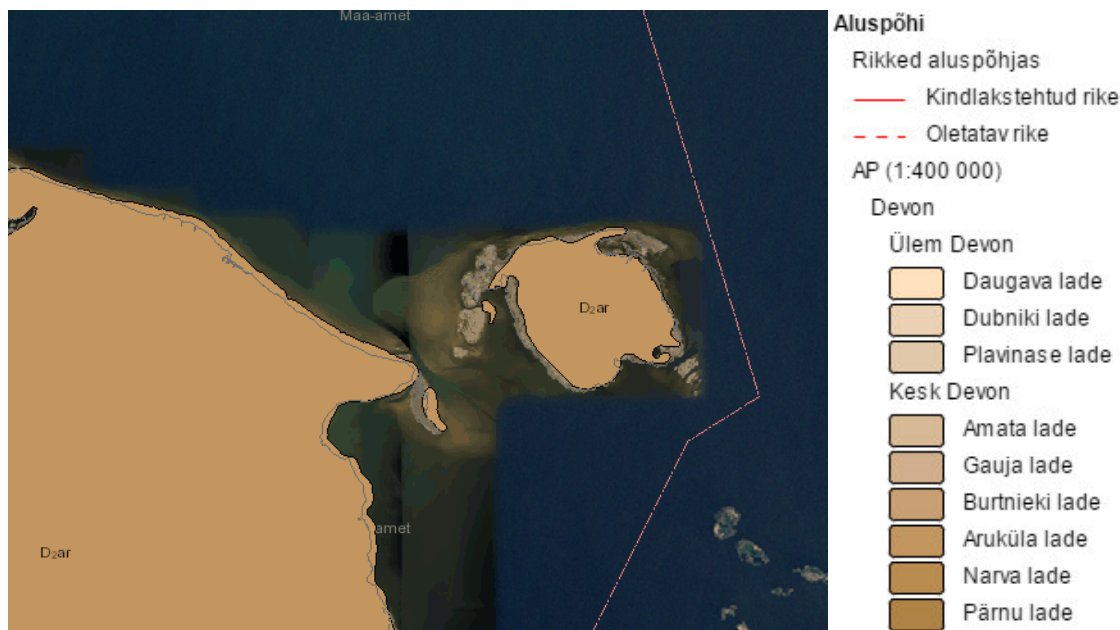 Maa-amet
D₂ar
amet
D₂ar
Aluspõhi
Rikked aluspõhjas
Kindlakstehtud rike
Oletatav rike
AP (1:400 000)
Devon
Ülem Devon
Daugava lade
Dubniki lade
Plavinase lade
Kesk Devon
Amata lade
Gauja lade
Burtnieki lade
Aruküla lade
Narva lade
Pärnu lade